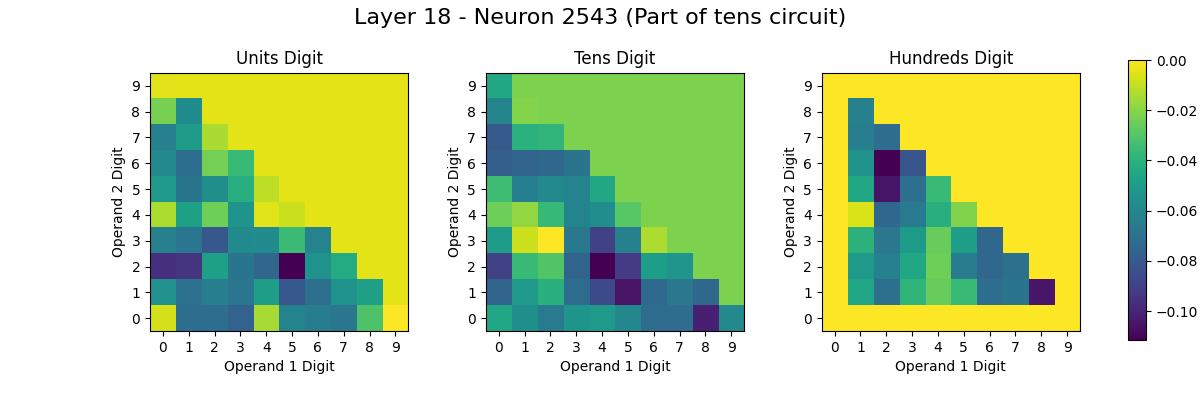 Layer 18 - Neuron 2543 (Part of tens circuit)
Units Digit
Tens Digit
Hundreds Digit
Operand 2 Digit
9
8
7
6
5
4
3
2
1
0
0 1 2 3 4 5 6 7 8 9
Operand 1 Digit
Operand 2 Digit
9
8
7
6
5
4
3
2
1
0
0 1 2 3 4 5 6 7 8 9
Operand 1 Digit
Operand 2 Digit
9
8
7
6
5
4
3
2
1
0
0 1 2 3 4 5 6 7 8 9
Operand 1 Digit
0.00
−0.02
−0.04
−0.06
−0.08
−0.10